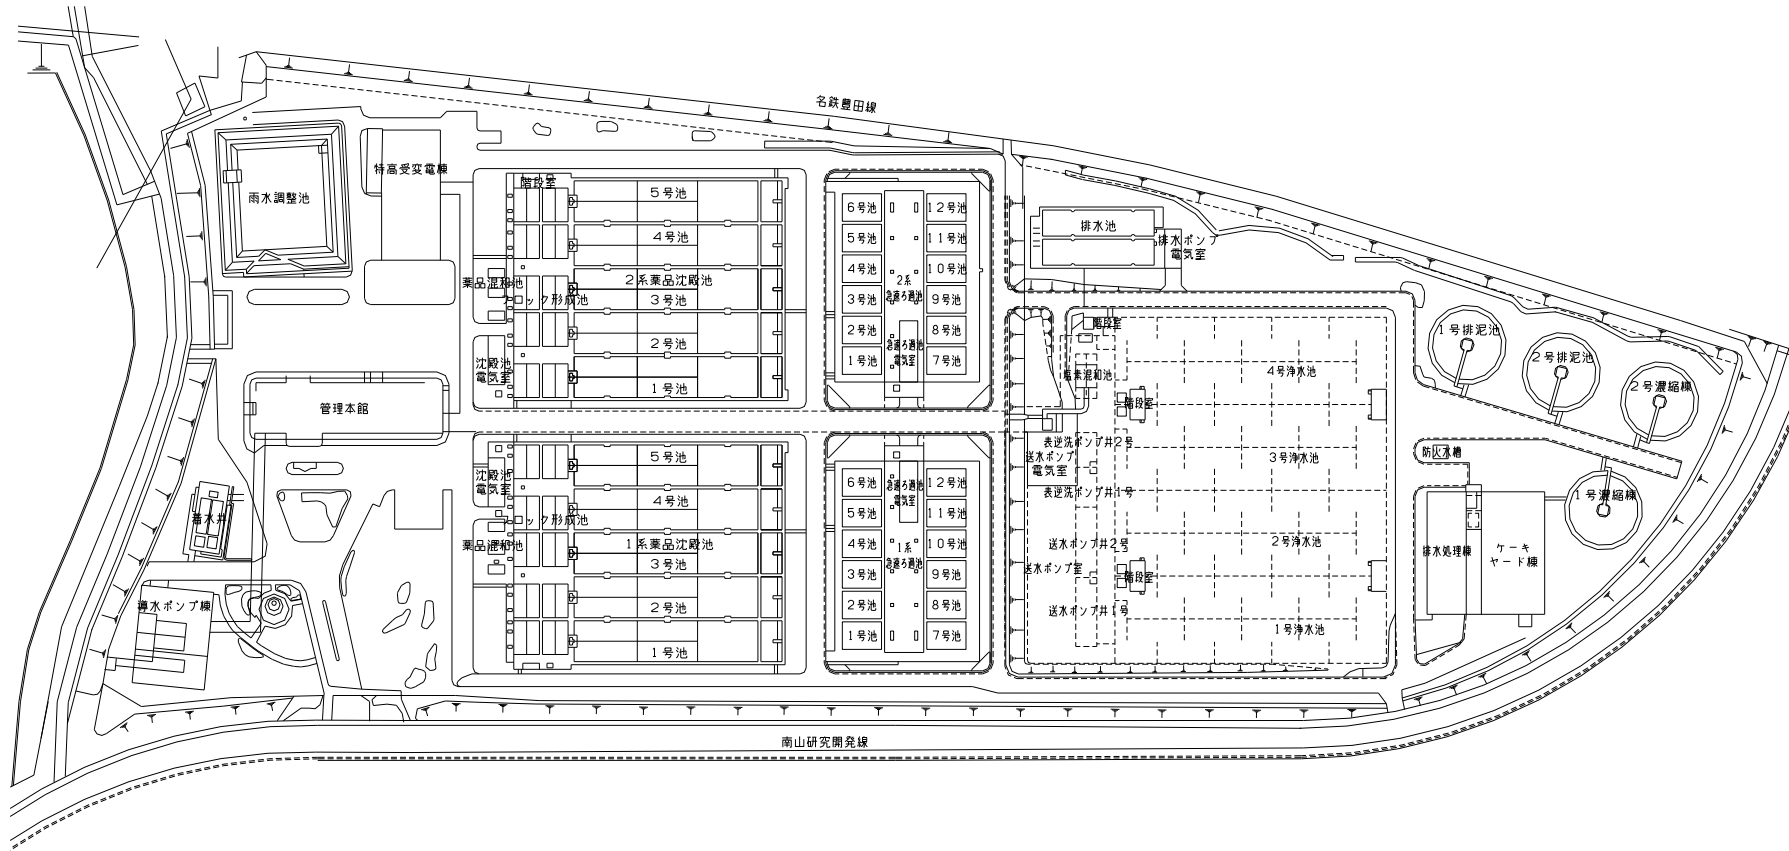 名鉄豊田線
特高受変電棟
雨水調整池
階段室
5号池
4号池
2系薬品沈殿池
3号池
2号池
1号池
薬品混和池
フロック形成池
沈殿池
電気室
管理本館
6号池
5号池
4号池
3号池
2号池
1号池
12号池
11号池
10号池
9号池
8号池
7号池
2系
急速ろ過池
急速ろ過池
電気室
排水池
排水ポンプ
電気室
階段室
塩素混和池
階段室
4号浄水池
3号浄水池
2号浄水池
1号浄水池
表逆洗ポンプ井2号
送水ポンプ
電気室
表逆洗ポンプ井1号
送水ポンプ井2号
送水ポンプ室
階段室
送水ポンプ井1号
1号排泥池
2号排泥池
2号濃縮棟
防火水槽
1号濃縮棟
排水処理棟
ケーキ
ヤード棟
沈殿池
電気室
5号池
4号池
フロック形成池
薬品混和池
1系薬品沈殿池
3号池
2号池
1号池
6号池
5号池
4号池
3号池
2号池
1号池
12号池
11号池
10号池
9号池
8号池
7号池
急速ろ過池
電気室
1系
急速ろ過池
着水井
導水ポンプ棟
南山研究開発線